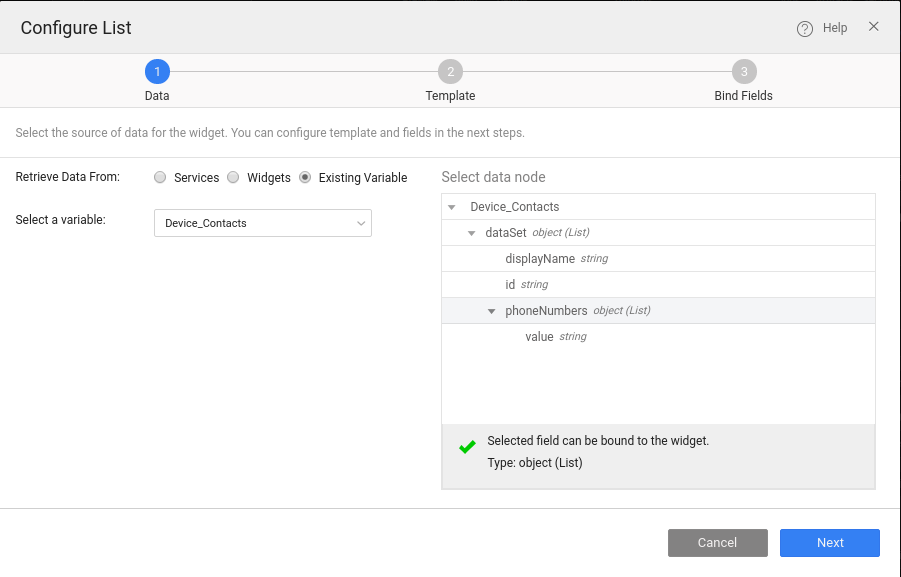 Configure List
Help
1
2
3
Data
Template
Bind Fields
Select the source of data for the widget. You can configure template and fields in the next steps.
Retrieve Data From:
Services
Widgets
Existing Variable
Select a variable:
Device_Contacts
Select data node
Device_Contacts
dataSet object (List)
displayName string
id string
phoneNumbers object (List)
value string
Selected field can be bound to the widget.
Type: object (List)
Cancel
Next